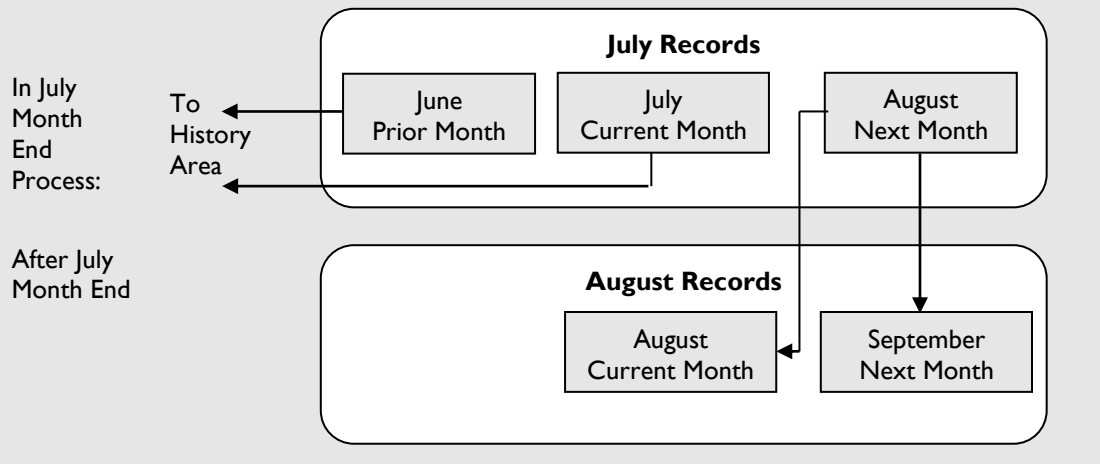 July Records
In July
Month
End
Process:
To
History
Area
June
Prior Month
July
Current Month
August
Next Month
After July
Month End
August Records
August
Current Month
September
Next Month